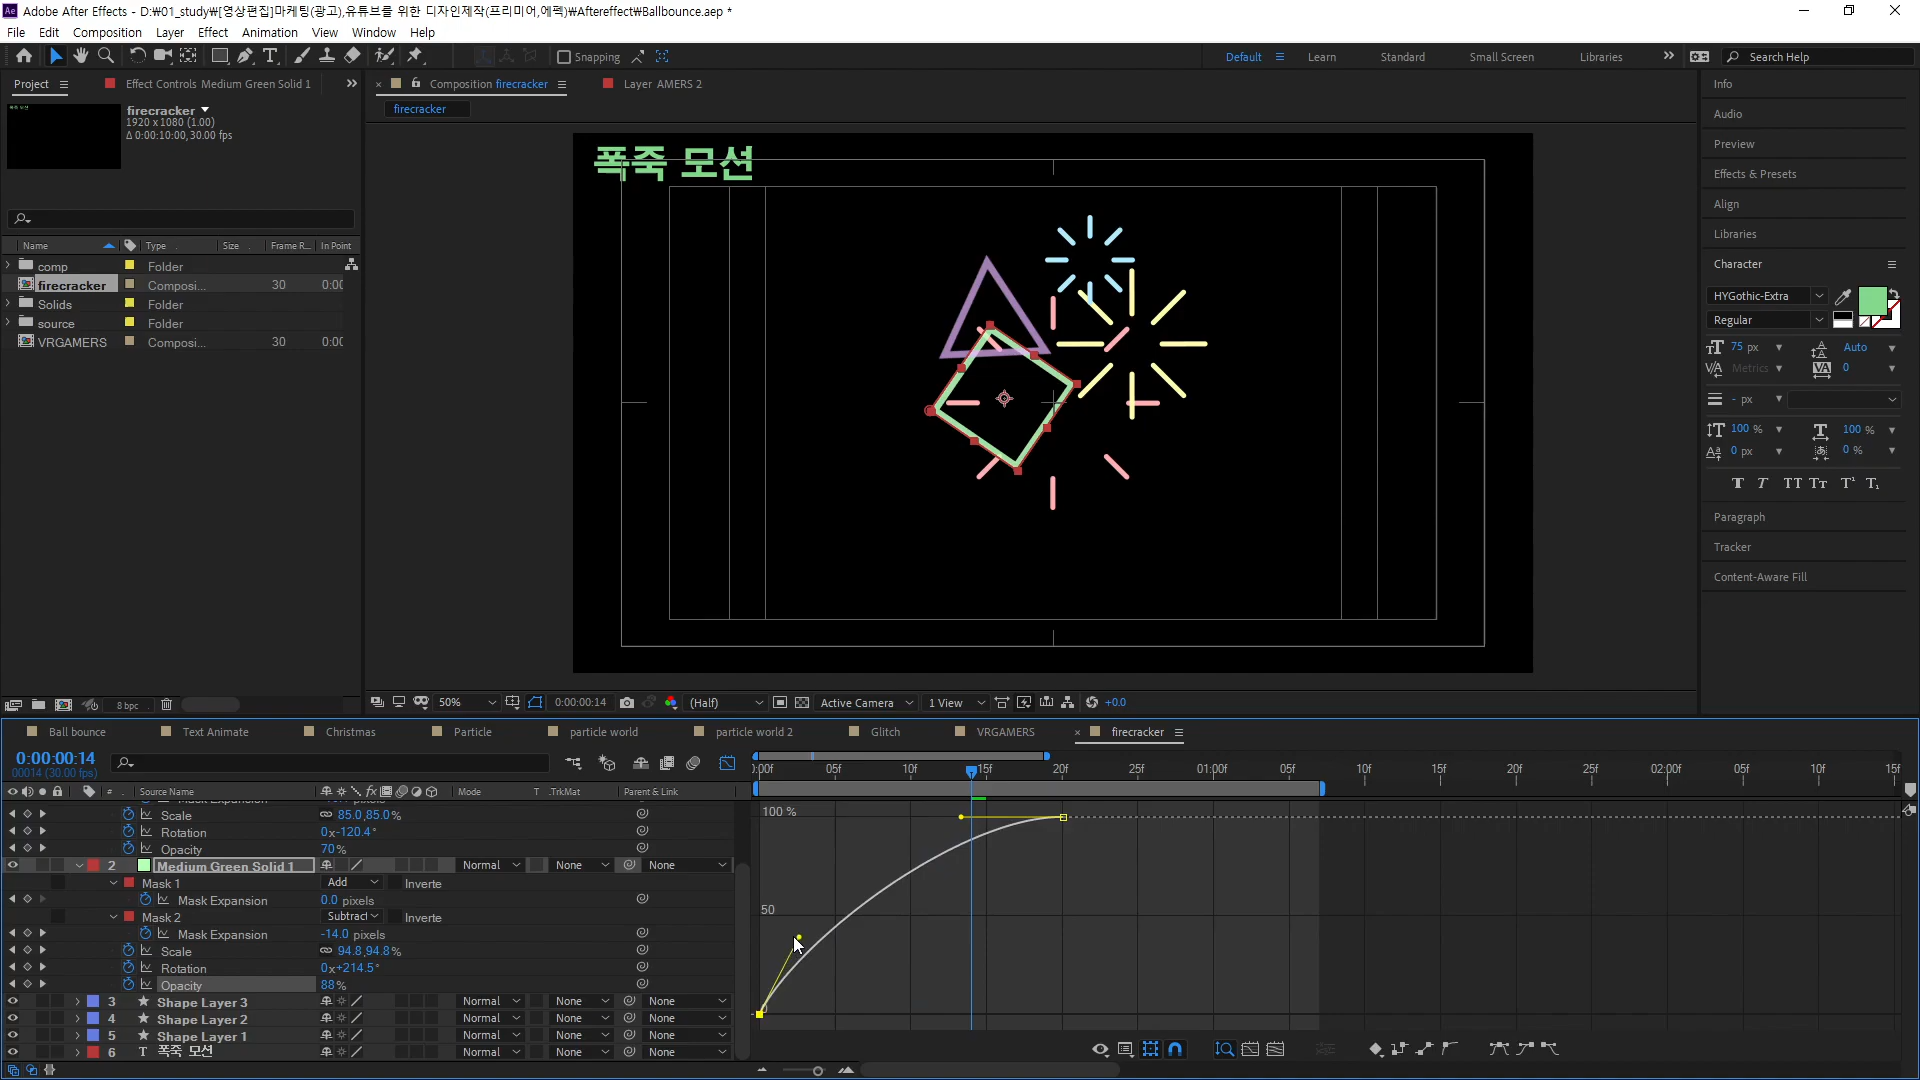 Adobe After Effects - D:₩01_study₩[영상편집]마케팅(광고),유튜브를 위한 디자인제작(프리미어,에펙)₩Aftereffect₩Ballbounce.aep *
File Edit Composition Layer Effect Animation View Window Help
Snapping
Default Learn Standard Small Screen Libraries
Search Help
Project
Effect Controls Medium Green Solid 1
Composition firecracker
Layer AMERS 2
firecracker
firecracker
1920 x 1080 (1.00)
Δ 0:00:10:00, 30.00 fps
Name Type Size Frame R... In Point
comp Folder
firecracker Composi... 30 0:00
Solids Folder
source Folder
VRGAMERS Composi... 30 0:00
8 bpc
폭죽 모션
50% 0:00:00:14 (Half) Active Camera 1 View +0.0
Info
Audio
Preview
Effects & Presets
Align
Libraries
Character
HYGothic-Extra
Regular
75 px Auto
Metrics 0
- px
100 % 100 %
0 px 0 %
T T TT Tт T¹ T₁
Paragraph
Tracker
Content-Aware Fill
Ball bounce Text Animate Christmas Particle particle world particle world 2 Glitch VRGAMERS firecracker
0:00:00:14
00014 (30.00 fps)
):00f 05f 10f 15f 20f 25f 01:00f 05f 10f 15f 20f 25f 02:00f 05f 10f 15f
# Source Name Mode T .TrkMat Parent & Link
Mask Expansion pixels
Scale 85.0,85.0%
Rotation 0x-120.4°
Opacity 70%
2 Medium Green Solid 1 Normal None None
Mask 1 Add Inverte
Mask Expansion 0.0 pixels
Mask 2 Subtract Inverte
Mask Expansion -14.0 pixels
Scale 94.8,94.8%
Rotation 0x+214.5°
Opacity 88%
3 Shape Layer 3 Normal None None
4 Shape Layer 2 Normal None None
5 Shape Layer 1 Normal None None
6 T 폭죽 모션 Normal None None
100 %
50